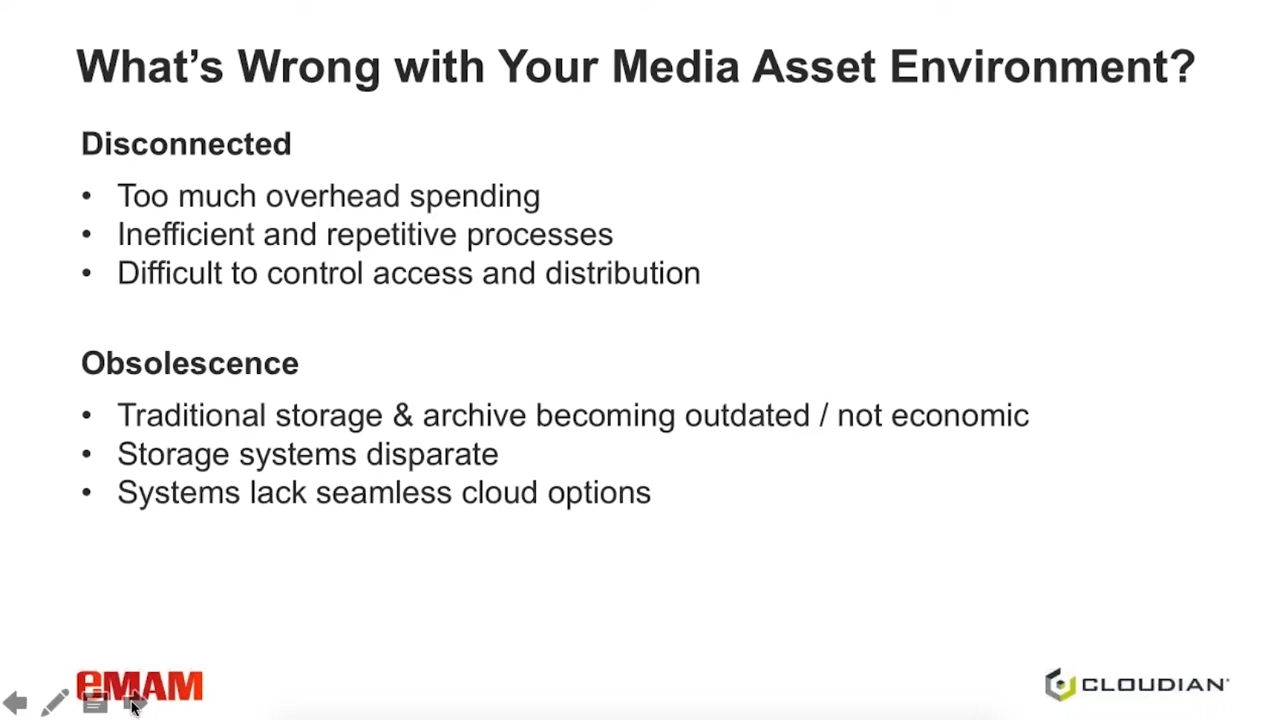 What’s Wrong with Your Media Asset Environment?
Disconnected
• Too much overhead spending
• Inefficient and repetitive processes
• Difficult to control access and distribution
Obsolescence
• Traditional storage & archive becoming outdated / not economic
• Storage systems disparate
• Systems lack seamless cloud options
eMAM
CLOUDIAN